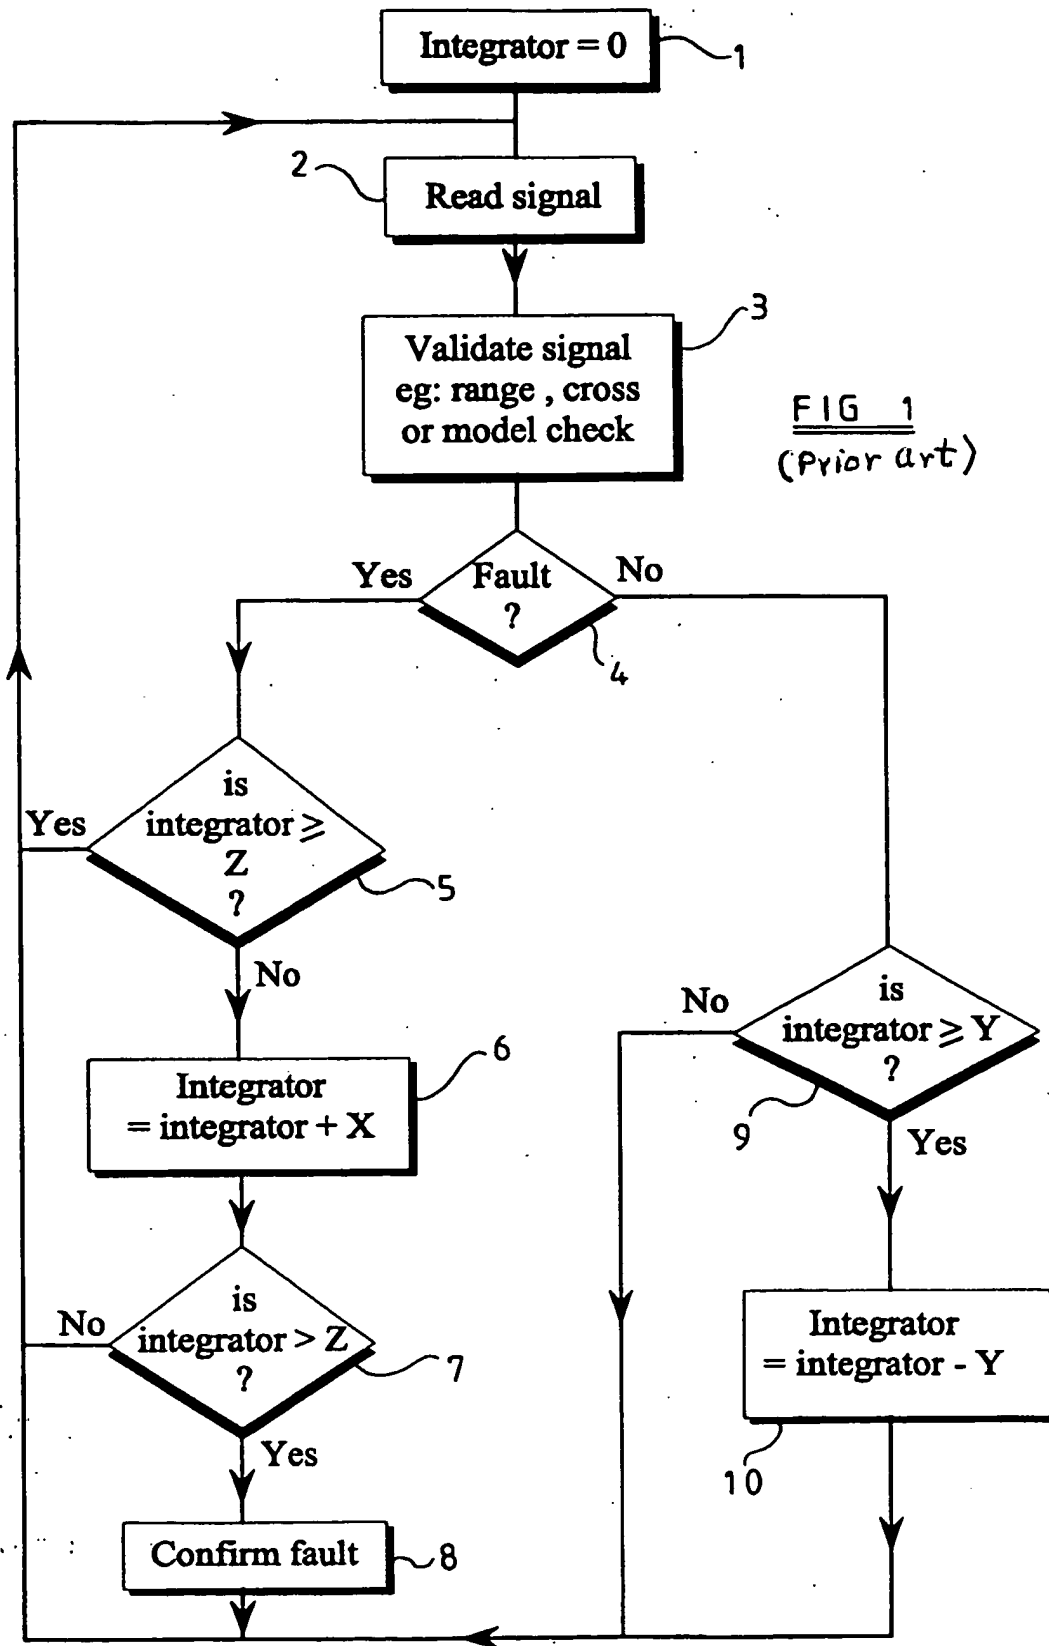 Integrator = 0
1
2
Read signal
3
Validate signal
eg: range , cross
or model check
FIG 1
(Prior art)
Yes
Fault
?
No
4
is
integrator ⩾
Z
?
Yes
5
No
6
Integrator
= integrator + X
is
integrator ⩾ Y
?
No
9
Yes
is
integrator > Z
?
No
7
Yes
Integrator
= integrator - Y
10
Confirm fault
8